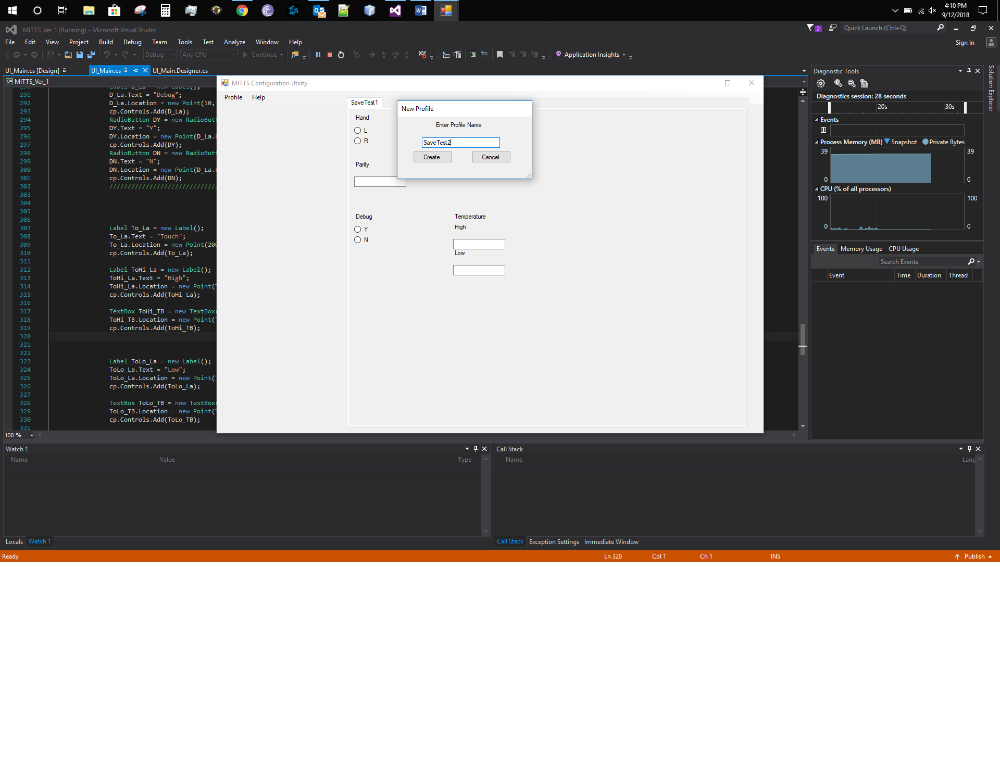 4:10 PM
9/12/2018
MITTS_Ver_1 (Running) - Microsoft Visual Studio
2
Quick Launch (Ctrl+Q)
File Edit View Project Build Debug Team Tools Test Analyze Window Help
Sign in
Debug Any CPU Continue Application Insights
UI_Main.cs [Design] UI_Main.cs UI_Main.Designer.cs
C# MITTS_Ver_1
291 D_La.Text = "Debug";
292 D_La.Location = new Point(10,
293 cp.Controls.Add(D_La);
294 RadioButton DY = new RadioButt
295 DY.Text = "Y";
296 DY.Location = new Point(D_La.
297 cp.Controls.Add(DY);
298 RadioButton DN = new RadioButt
299 DN.Text = "N";
300 DN.Location = new Point(D_La.
301 cp.Controls.Add(DN);
302 /////////////////////////////
303
304
305
306
307 Label To_La = new Label();
308 To_La.Text = "Touch";
309 To_La.Location = new Point(200
310 cp.Controls.Add(To_La);
311
312 Label ToHi_La = new Label();
313 ToHi_La.Text = "High";
314 ToHi_La.Location = new Point(
315 cp.Controls.Add(ToHi_La);
316
317 TextBox ToHi_TB = new TextBox
318 ToHi_TB.Location = new Point(
319 cp.Controls.Add(ToHi_TB);
320
321
322
323 Label ToLo_La = new Label();
324 ToLo_La.Text = "Low";
325 ToLo_La.Location = new Point(
326 cp.Controls.Add(ToLo_La);
327
328 TextBox ToLo_TB = new TextBox
329 ToLo_TB.Location = new Point(
330 cp.Controls.Add(ToLo_TB);
331
100 %
MITTS Configuration Utility
Profile Help
SaveTest1
Hand
L
R
Parity
Debug
Y
N
Temperature
High
Low
New Profile
Enter Profile Name
SaveTest2
Create Cancel
Diagnostic Tools
Diagnostics session: 28 seconds
20s 30s
Events
Process Memory (MB) Snapshot Private Bytes
39 39
0 0
CPU (% of all processors)
100 100
0 0
Events Memory Usage CPU Usage
Search Events
Event Time Duration Thread
Solution Explorer
Watch 1
Name Value Type
Locals Watch 1
Call Stack
Name Lang
Call Stack Exception Settings Immediate Window
Ready Ln 320 Col 1 Ch 1 INS Publish